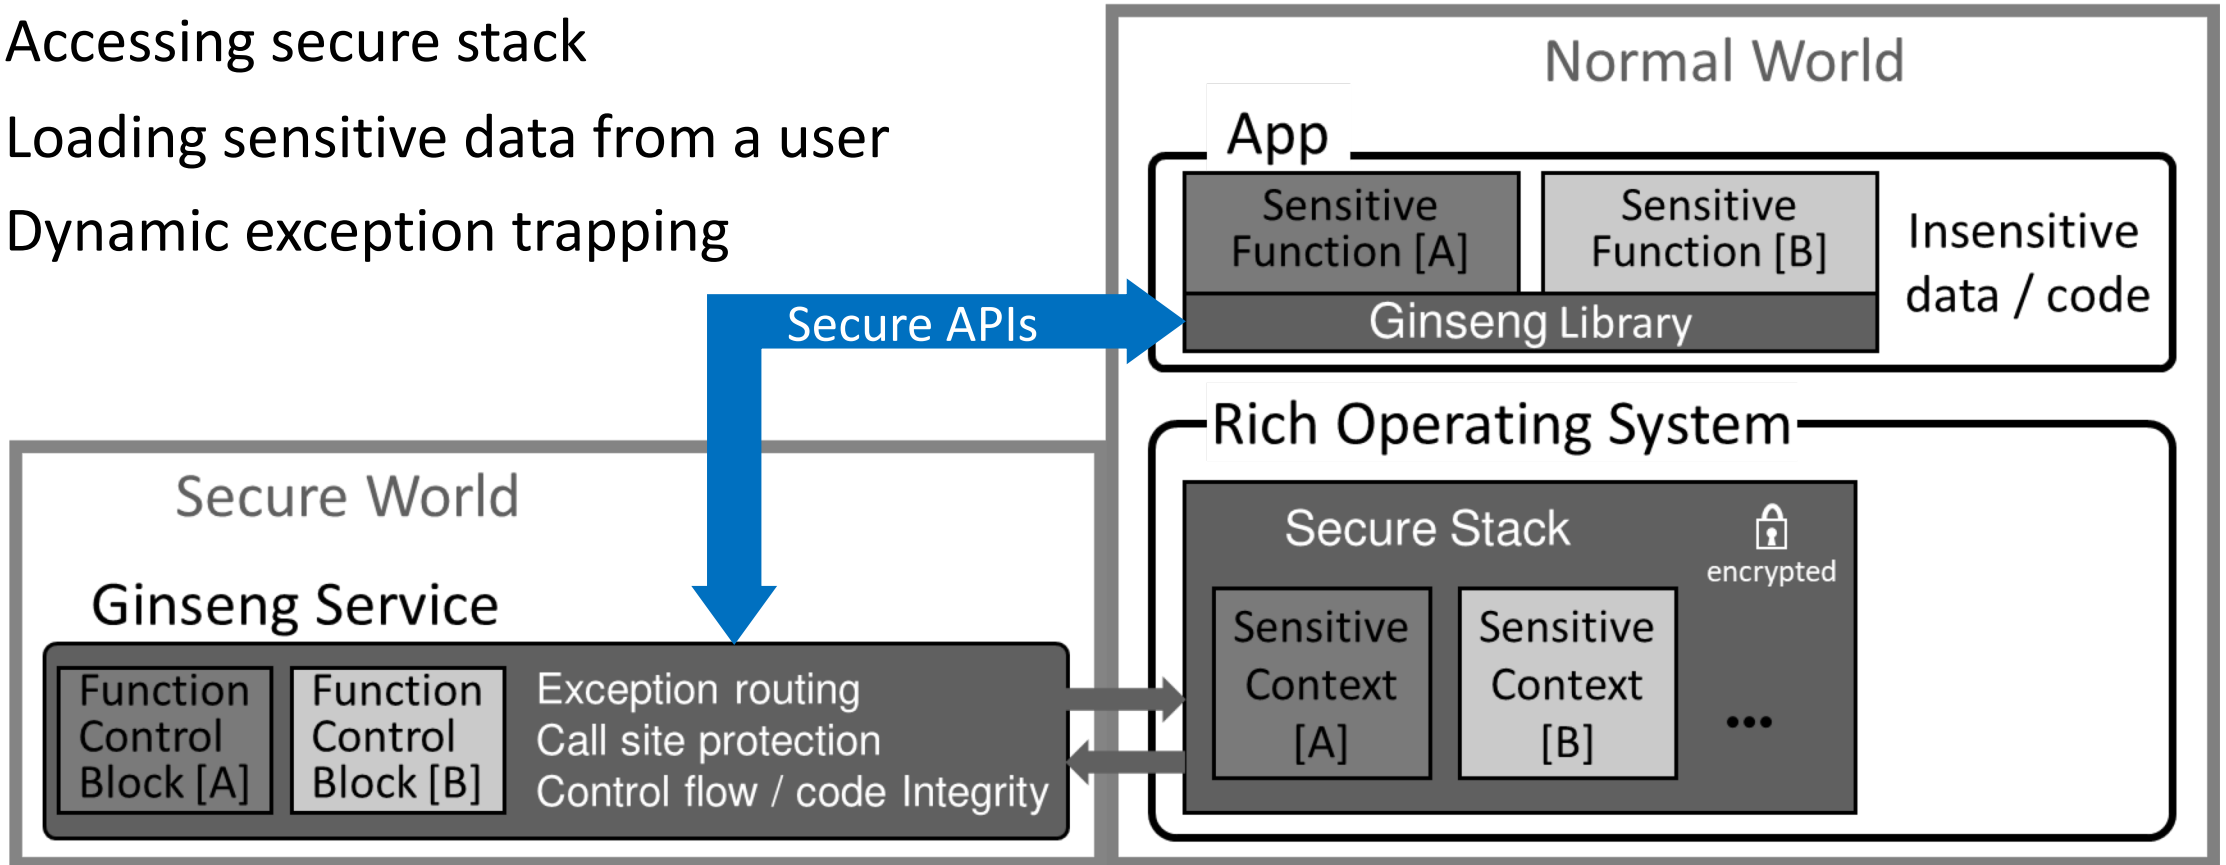 Accessing secure stack
Loading sensitive data from a user
Dynamic exception trapping
Secure APIs
Normal World
App
Sensitive
Function [A]
Sensitive
Function [B]
Insensitive
data / code
Ginseng Library
Rich Operating System
Secure Stack
encrypted
Sensitive
Context
[A]
Sensitive
Context
[B]
•••
Secure World
Ginseng Service
Function
Control
Block [A]
Function
Control
Block [B]
Exception routing
Call site protection
Control flow / code Integrity